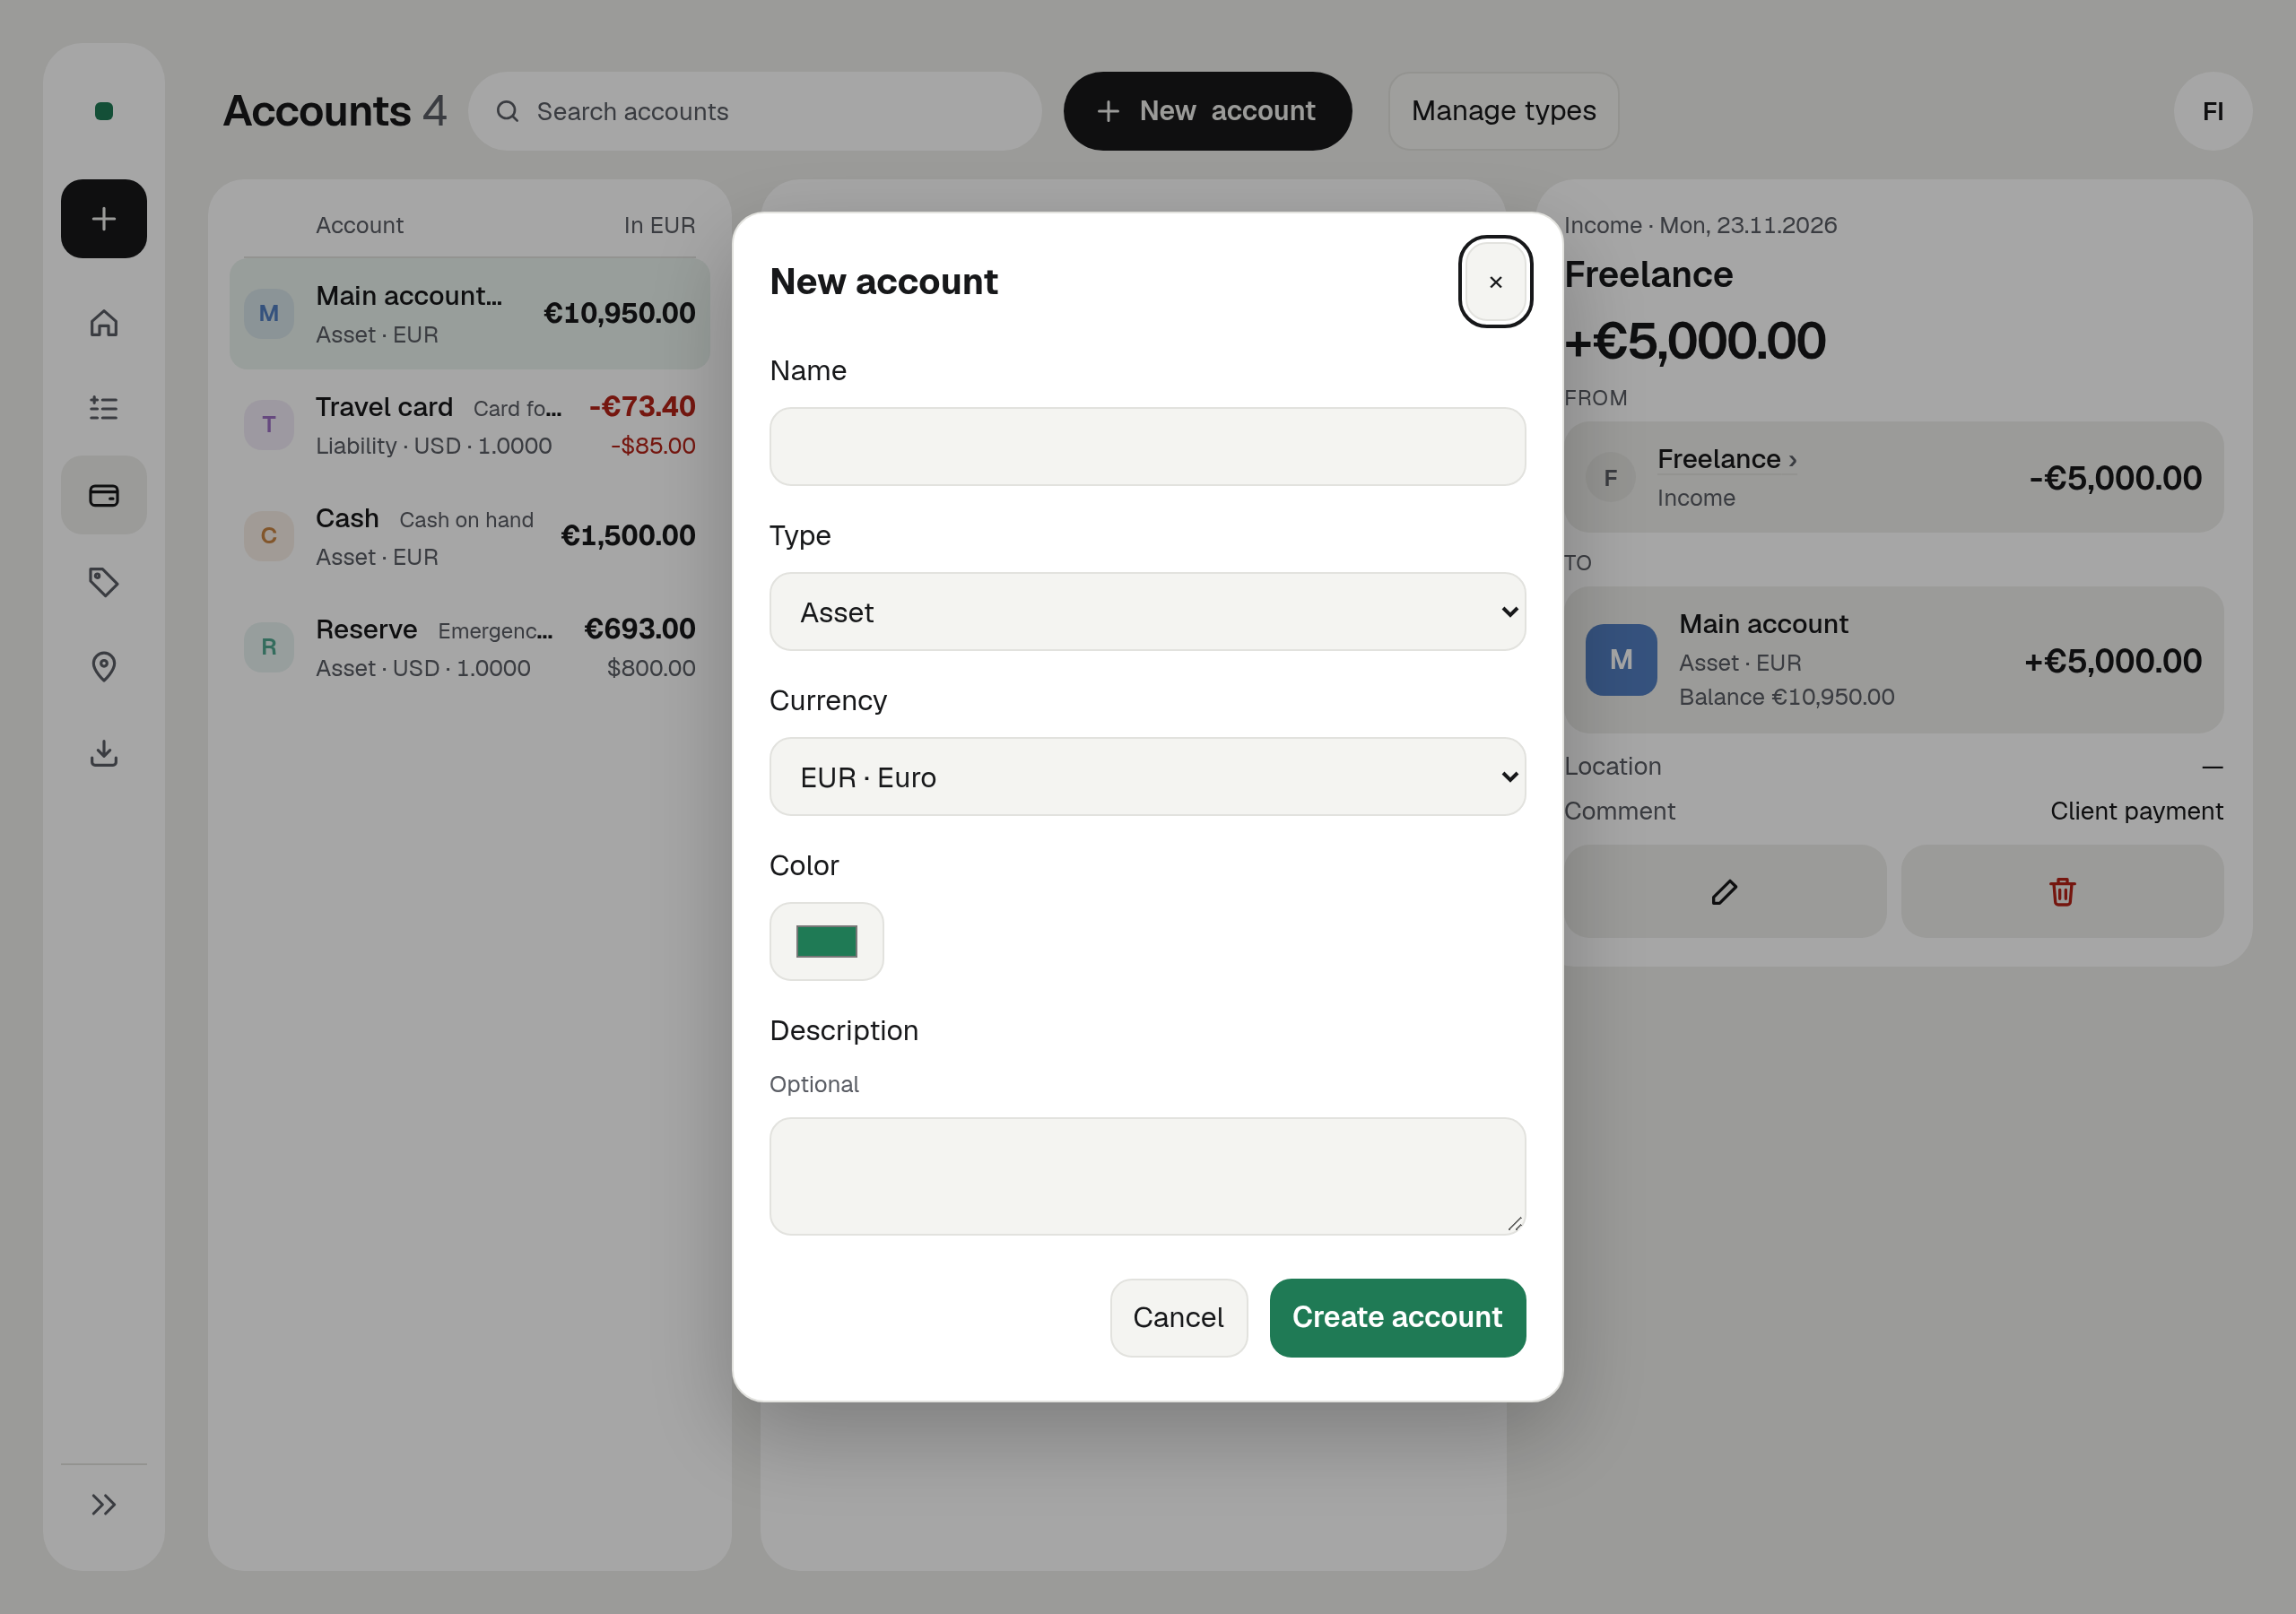 Accounts 4
Search accounts
New account
Manage types
FI
Account In EUR
M
Main account...
Asset · EUR
€10,950.00
T
Travel card Card fo... -€73.40
Liability · USD · 1.0000 -$85.00
C
Cash Cash on hand
Asset · EUR
€1,500.00
R
Reserve Emergenc... €693.00
Asset · USD · 1.0000 $800.00
New account
×
Name
Type
Asset
Currency
EUR · Euro
Color
Description
Optional
Cancel
Create account
Income · Mon, 23.11.2026
Freelance
+€5,000.00
FROM
F
Freelance ›
Income
-€5,000.00
TO
M
Main account
Asset · EUR
Balance €10,950.00
+€5,000.00
Location —
Comment Client payment